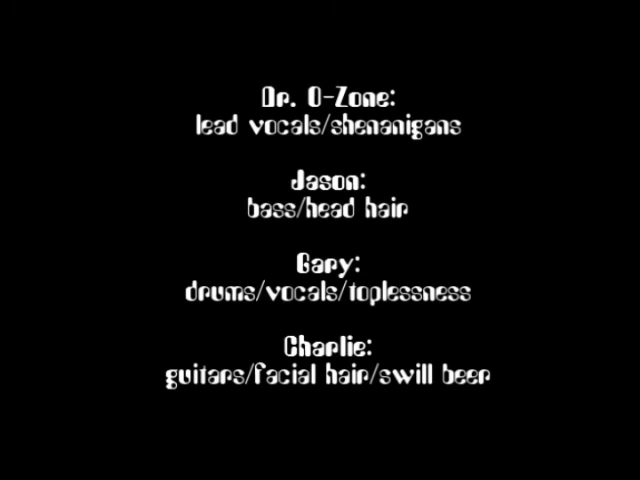 Dr. O-Zone:
lead vocals/shenanigans
Jason:
bass/head hair
Gary:
drums/vocals/toplessness
Charlie:
guitars/facial hair/swill beer